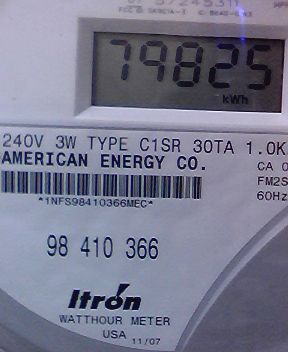 79825
kWh
240V 3W TYPE C1SR 30TA 1.0K
AMERICAN ENERGY CO.
CA 0
FM2S
*1NFS98410366MEC*
60Hz
98 410 366
Itron
WATTHOUR METER
USA 11/07